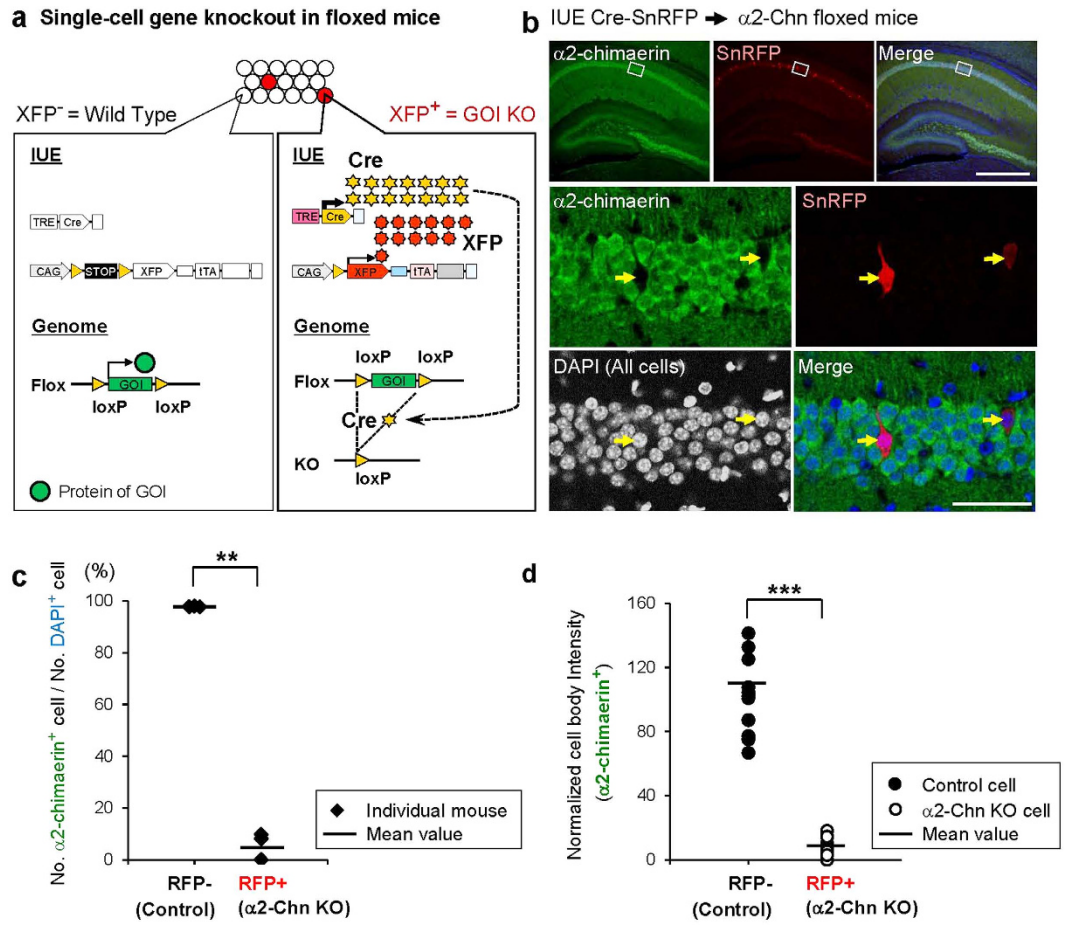 a Single-cell gene knockout in floxed mice
XFP⁻ = Wild Type
XFP⁺ = GOI KO
IUE
TRE Cre
CAG STOP XFP tTA
Genome
Flox GOI
loxP loxP
Protein of GOI
IUE
Cre
TRE Cre
XFP
CAG XFP tTA
Genome
loxP loxP
Flox GOI
Cre
KO
loxP
b IUE Cre-SnRFP → α2-Chn floxed mice
α2-chimaerin SnRFP Merge
α2-chimaerin SnRFP
DAPI (All cells) Merge
c (%)
**
No. α2-chimaerin⁺ cell / No. DAPI⁺ cell
100
80
60
40
20
0
Individual mouse
Mean value
RFP- RFP+
(Control) (α2-Chn KO)
d
***
Normalized cell body Intensity
(α2-chimaerin⁺)
160
120
80
40
0
Control cell
α2-Chn KO cell
Mean value
RFP- RFP+
(Control) (α2-Chn KO)